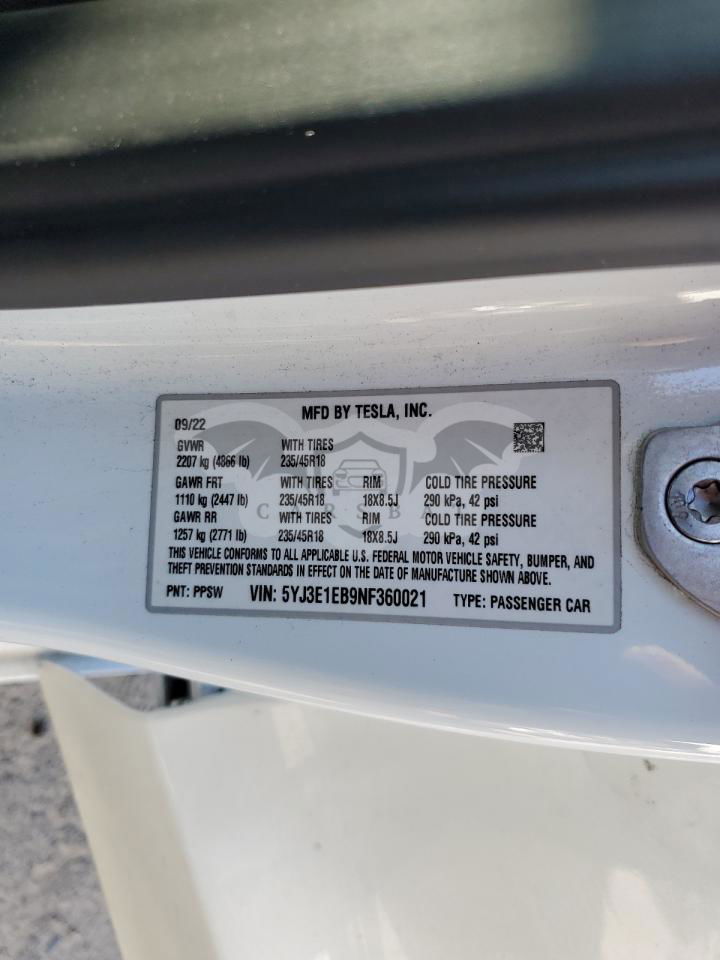 MFD BY TESLA, INC.
09/22
GVWR WITH TIRES
2207 kg (4866 lb) 235/45R18
GAWR FRT WITH TIRES RIM COLD TIRE PRESSURE
1110 kg (2447 lb) 235/45R18 18X8.5J 290 kPa, 42 psi
GAWR RR WITH TIRES RIM COLD TIRE PRESSURE
1257 kg (2771 lb) 235/45R18 18X8.5J 290 kPa, 42 psi
THIS VEHICLE CONFORMS TO ALL APPLICABLE U.S. FEDERAL MOTOR VEHICLE SAFETY, BUMPER, AND
THEFT PREVENTION STANDARDS IN EFFECT ON THE DATE OF MANUFACTURE SHOWN ABOVE.
PNT: PPSW VIN: 5YJ3E1EB9NF360021 TYPE: PASSENGER CAR